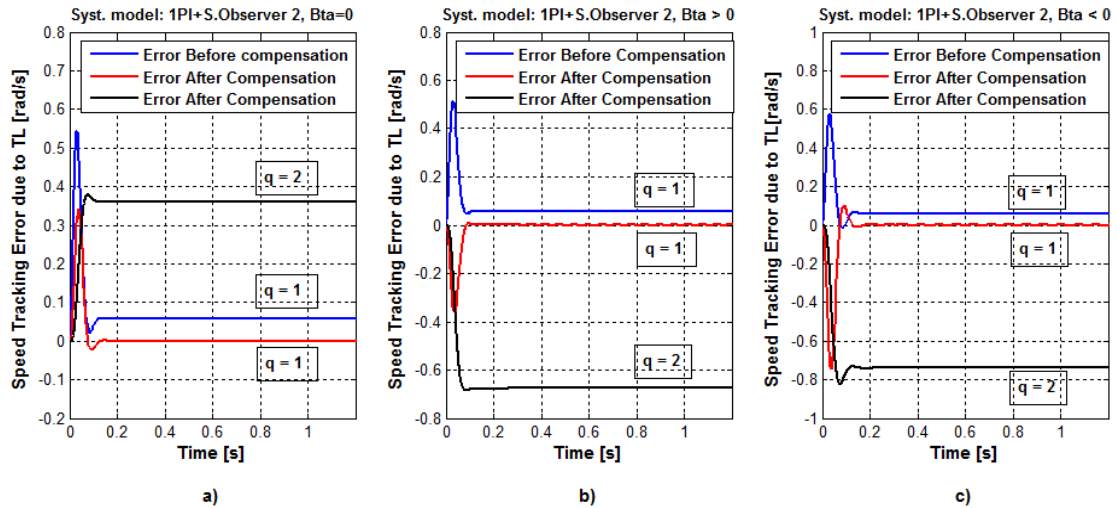 Syst. model: 1PI+S.Observer 2, Bta=0
Error Before compensation
Error After Compensation
Error After Compensation
Speed Tracking Error due to TL [rad/s]
0.8
0.7
0.6
0.5
0.4
0.3
0.2
0.1
0
-0.1
-0.2
q = 2
q = 1
q = 1
0 0.2 0.4 0.6 0.8 1
Time [s]
a)
Syst. model: 1PI+S.Observer 2, Bta > 0
Error Before Compensation
Error After Compensation
Error After Compensation
Speed Tracking Error due to TL [rad/s]
0.8
0.6
0.4
0.2
0
-0.2
-0.4
-0.6
-0.8
q = 1
q = 1
q = 2
0 0.2 0.4 0.6 0.8 1
Time [s]
b)
Syst. model: 1PI+S.Observer 2, Bta < 0
Error Before Compensation
Error After Compensation
Error After Compensation
Speed Tracking Error due to TL[rad/s]
1
0.8
0.6
0.4
0.2
0
-0.2
-0.4
-0.6
-0.8
-1
q = 1
q = 1
q = 2
0 0.2 0.4 0.6 0.8 1
Time [s]
c)